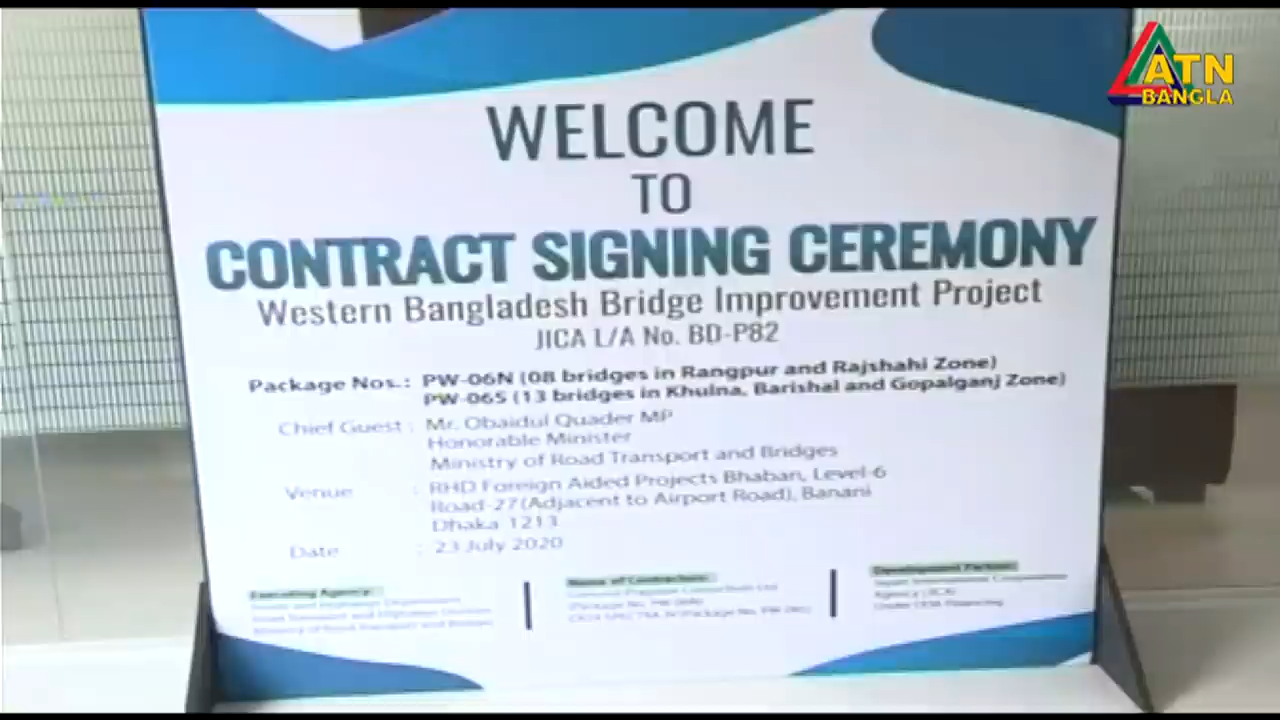 ATN
BANGLA
WELCOME
TO
CONTRACT SIGNING CEREMONY
Western Bangladesh Bridge Improvement Project
JICA L/A No. BD-P82
Package Nos.: PW-06N (08 bridges in Rangpur and Rajshahi Zone)
PW-06S (13 bridges in Khulna, Barishal and Gopalganj Zone)
Chief Guest : Mr. Obaidul Quader MP
Honorable Minister
Ministry of Road Transport and Bridges
Venue : RHD Foreign Aided Projects Bhaban, Level-6
Road-27(Adjacent to Airport Road), Banani
Dhaka 1213
Date : 23 July 2020
Executing Agency:
Name of Contractors:
Development Partner:
Agency (JICA)